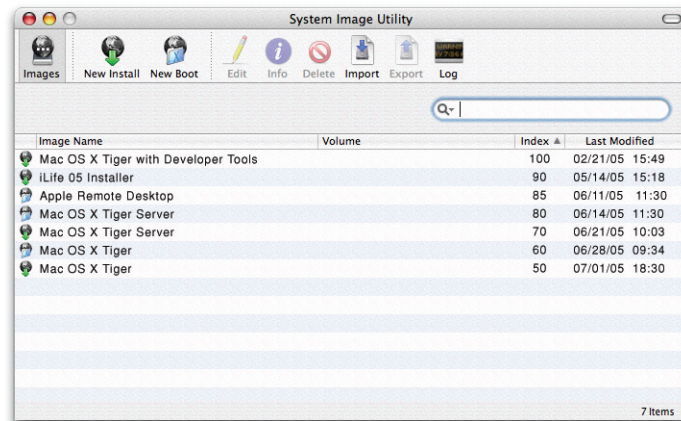 System Image Utility
Images New Install New Boot Edit Info Delete Import Export Log
Image Name Volume Index Last Modified
Mac OS X Tiger with Developer Tools 100 02/21/05 15:49
iLife 05 Installer 90 05/14/05 15:18
Apple Remote Desktop 85 06/11/05 11:30
Mac OS X Tiger Server 80 06/14/05 11:30
Mac OS X Tiger Server 70 06/21/05 10:03
Mac OS X Tiger 60 06/28/05 09:34
Mac OS X Tiger 50 07/01/05 18:30
7 Items